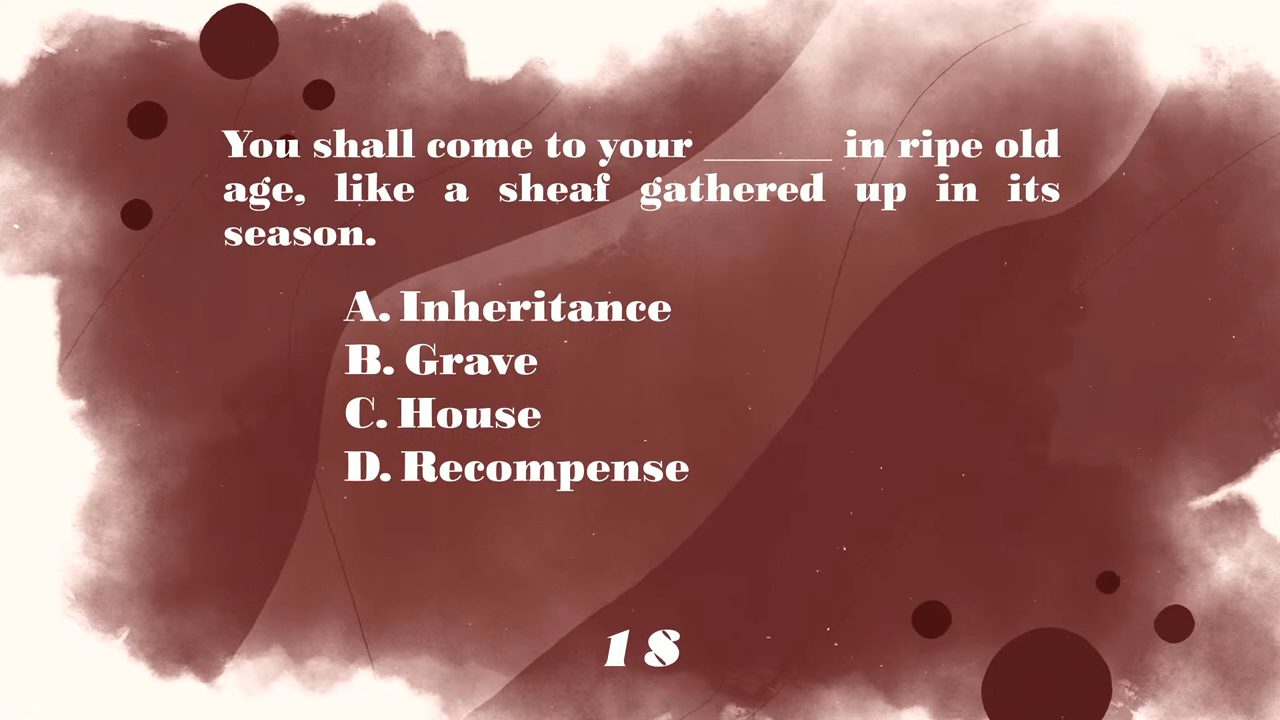 You shall come to your _______ in ripe old
age, like a sheaf gathered up in its
season.
A. Inheritance
B. Grave
C. House
D. Recompense
18